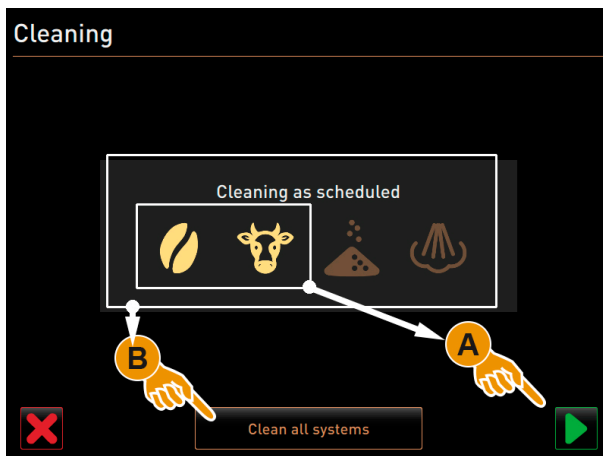 Cleaning
Cleaning as scheduled
A
B
Clean all systems